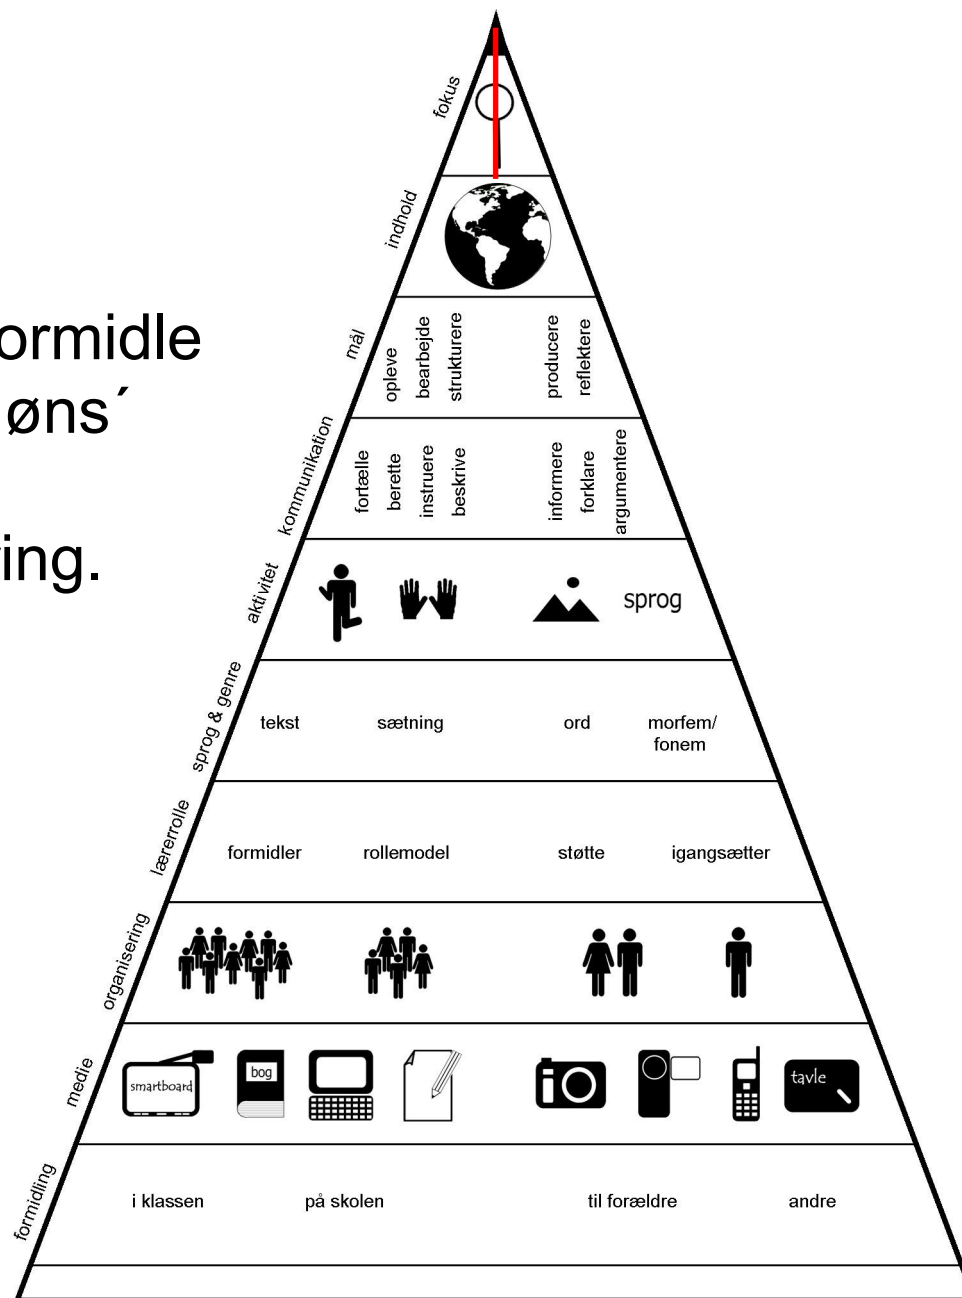 fokus
indhold
ormidle
øns´
ing.
mål
opleve
bearbejde
strukturere
producere
reflektere
kommunikation
fortælle
berette
instruere
beskrive
informere
forklare
argumentere
aktivitet
sprog
sprog & genre
tekst sætning ord morfem/
fonem
lærerrolle
formidler rollemodel støtte igangsætter
organisering
medie
smartboard
bog
tavle
formidling
i klassen på skolen til forældre andre